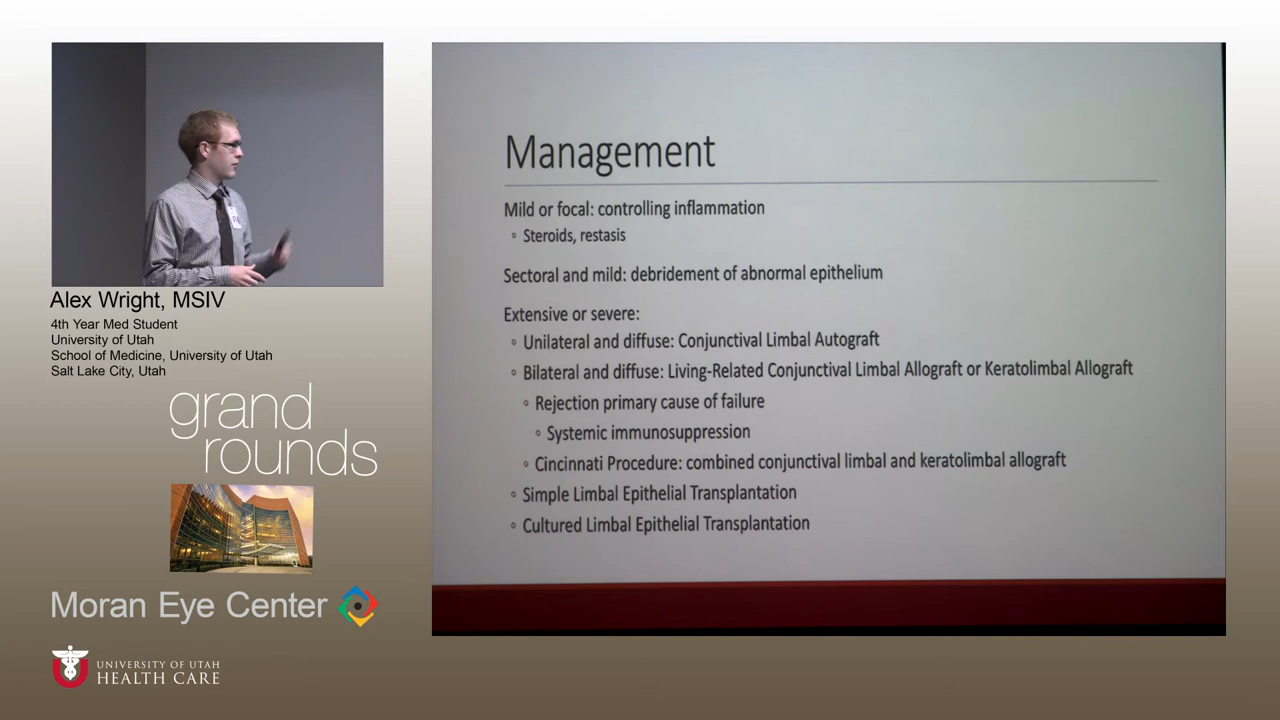 Alex Wright, MSIV
4th Year Med Student
University of Utah
School of Medicine, University of Utah
Salt Lake City, Utah
grand
rounds
Moran Eye Center
UNIVERSITY OF UTAH
HEALTH CARE
Management
Mild or focal: controlling inflammation
◦ Steroids, restasis
Sectoral and mild: debridement of abnormal epithelium
Extensive or severe:
◦ Unilateral and diffuse: Conjunctival Limbal Autograft
◦ Bilateral and diffuse: Living-Related Conjunctival Limbal Allograft or Keratolimbal Allograft
◦ Rejection primary cause of failure
◦ Systemic immunosuppression
◦ Cincinnati Procedure: combined conjunctival limbal and keratolimbal allograft
◦ Simple Limbal Epithelial Transplantation
◦ Cultured Limbal Epithelial Transplantation